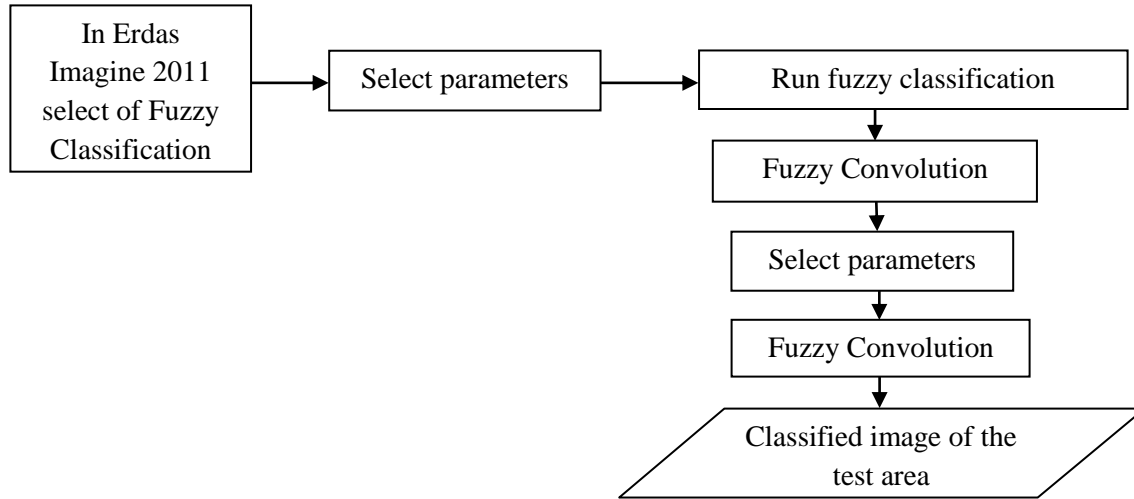 In Erdas
Imagine 2011
select of Fuzzy
Classification
Select parameters
Run fuzzy classification
Fuzzy Convolution
Select parameters
Fuzzy Convolution
Classified image of the
test area